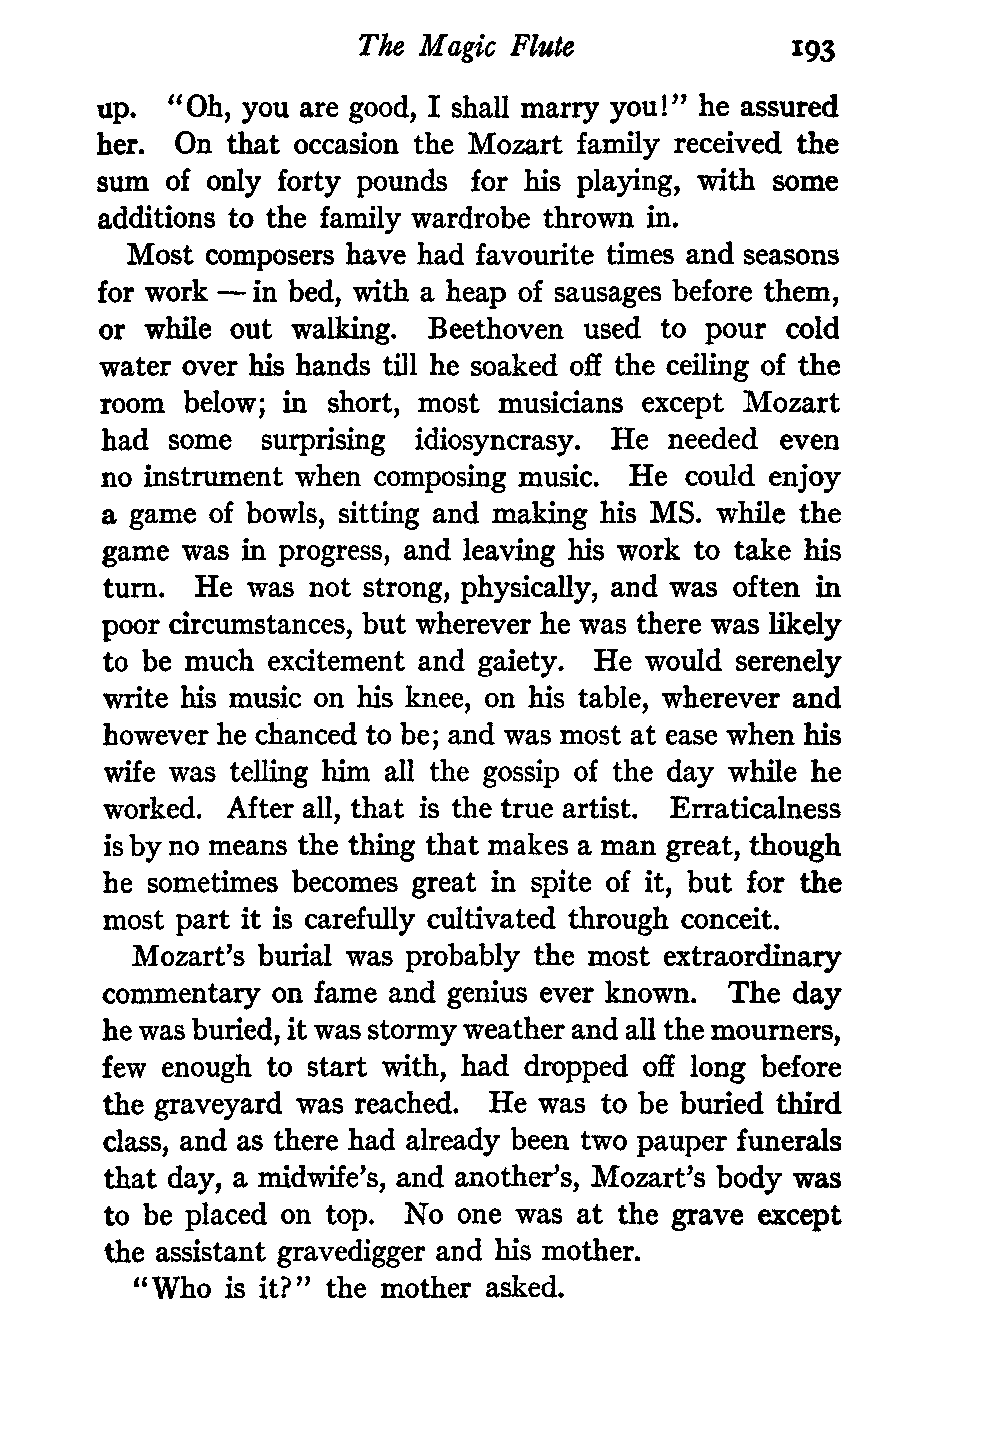 The Magic Flute 193
up. "Oh, you are good, I shall marry you!" he assured
her. On that occasion the Mozart family received the
sum of only forty pounds for his playing, with some
additions to the family wardrobe thrown in.
Most composers have had favourite times and seasons
for work — in bed, with a heap of sausages before them,
or while out walking. Beethoven used to pour cold
water over his hands till he soaked off the ceiling of the
room below; in short, most musicians except Mozart
had some surprising idiosyncrasy. He needed even
no instrument when composing music. He could enjoy
a game of bowls, sitting and making his MS. while the
game was in progress, and leaving his work to take his
turn. He was not strong, physically, and was often in
poor circumstances, but wherever he was there was likely
to be much excitement and gaiety. He would serenely
write his music on his knee, on his table, wherever and
however he chanced to be; and was most at ease when his
wife was telling him all the gossip of the day while he
worked. After all, that is the true artist. Erraticalness
is by no means the thing that makes a man great, though
he sometimes becomes great in spite of it, but for the
most part it is carefully cultivated through conceit.
Mozart's burial was probably the most extraordinary
commentary on fame and genius ever known. The day
he was buried, it was stormy weather and all the mourners,
few enough to start with, had dropped off long before
the graveyard was reached. He was to be buried third
class, and as there had already been two pauper funerals
that day, a midwife's, and another's, Mozart's body was
to be placed on top. No one was at the grave except
the assistant gravedigger and his mother.
"Who is it?" the mother asked.